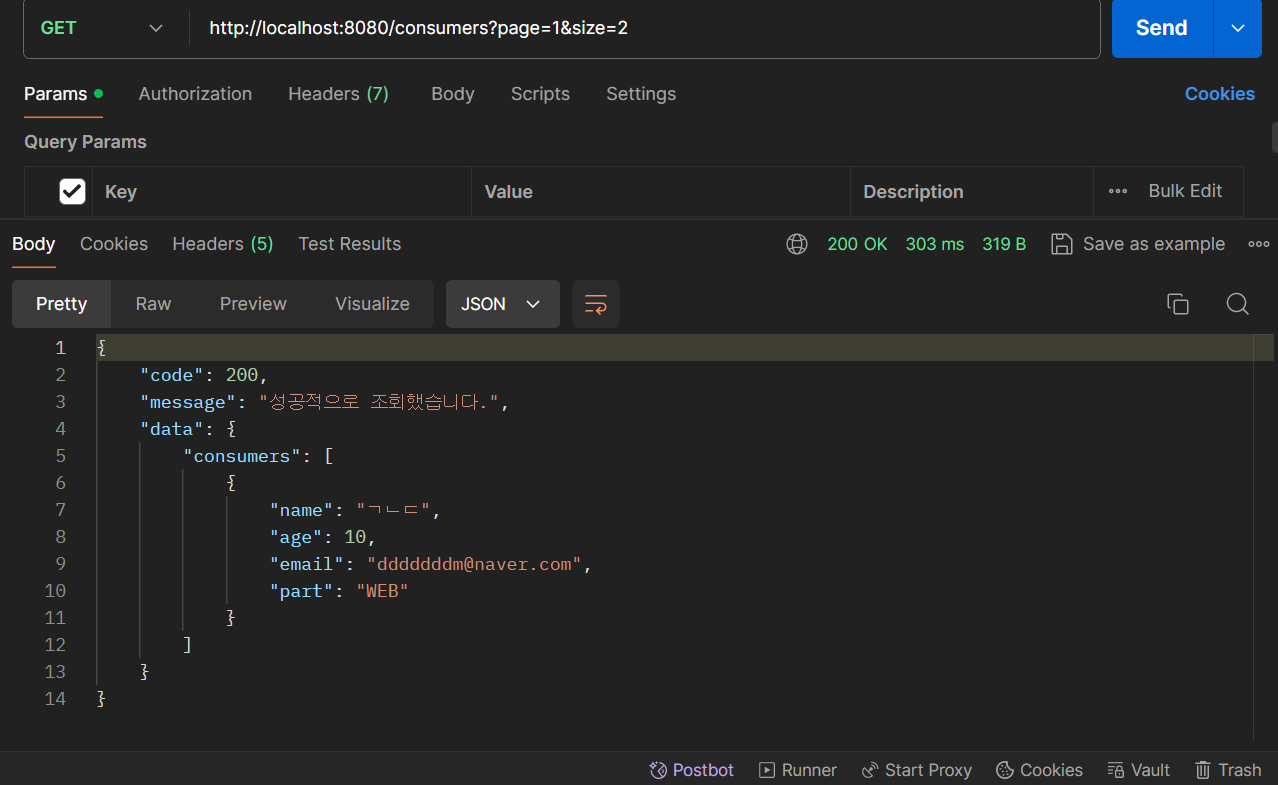 GET http://localhost:8080/consumers?page=1&size=2 Send
Params Authorization Headers (7) Body Scripts Settings Cookies
Query Params
Key Value Description Bulk Edit
Body Cookies Headers (5) Test Results 200 OK 303 ms 319 B Save as example
Pretty Raw Preview Visualize JSON
1 {
2 "code": 200,
3 "message": "성공적으로 조회했습니다.",
4 "data": {
5 "consumers": [
6 {
7 "name": "ㄱㄴㄷ",
8 "age": 10,
9 "email": "dddddddm@naver.com",
10 "part": "WEB"
11 }
12 ]
13 }
14 }
Postbot Runner Start Proxy Cookies Vault Trash